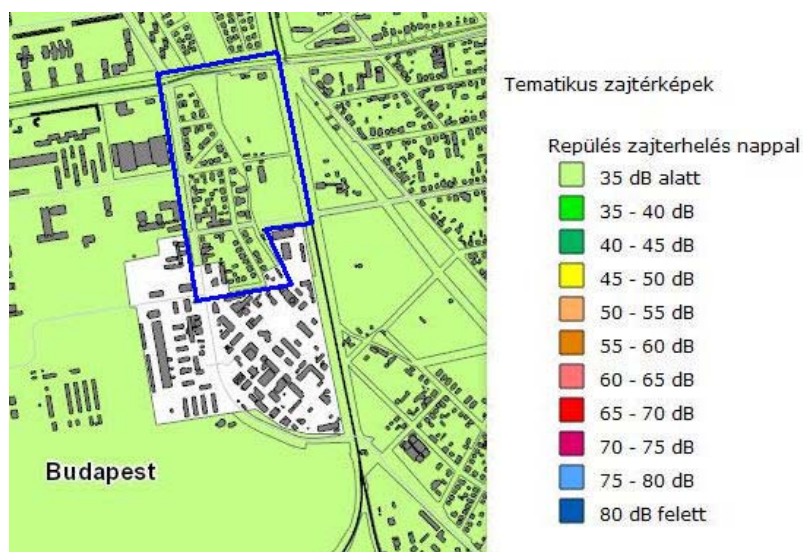 Tematikus zajtérképek
Repülés zajterhelés nappal
35 dB alatt
35 - 40 dB
40 - 45 dB
45 - 50 dB
50 - 55 dB
55 - 60 dB
60 - 65 dB
65 - 70 dB
70 - 75 dB
75 - 80 dB
80 dB felett
Budapest